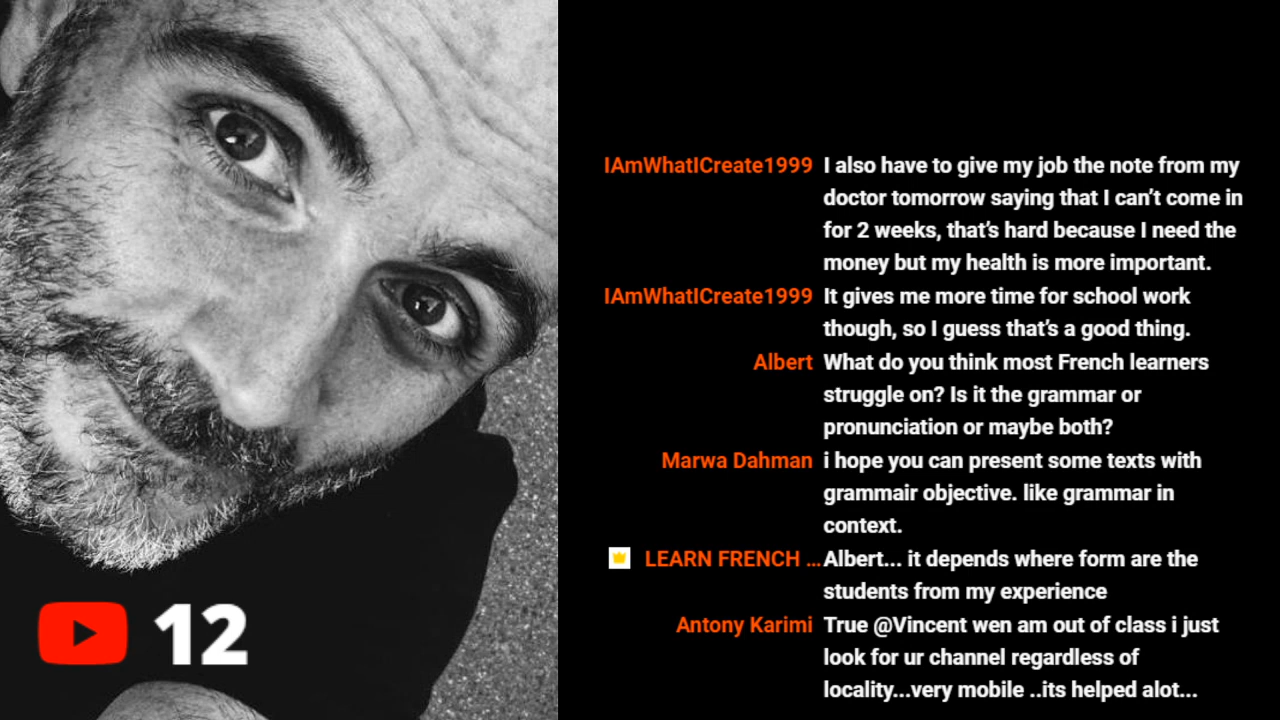 IAmWhatICreate1999 I also have to give my job the note from my
doctor tomorrow saying that I can’t come in
for 2 weeks, that’s hard because I need the
money but my health is more important.
IAmWhatICreate1999 It gives me more time for school work
though, so I guess that’s a good thing.
Albert What do you think most French learners
struggle on? Is it the grammar or
pronunciation or maybe both?
Marwa Dahman i hope you can present some texts with
grammair objective. like grammar in
context.
LEARN FRENCH ... Albert... it depends where form are the
students from my experience
Antony Karimi True @Vincent wen am out of class i just
look for ur channel regardless of
locality...very mobile ..its helped alot...
12